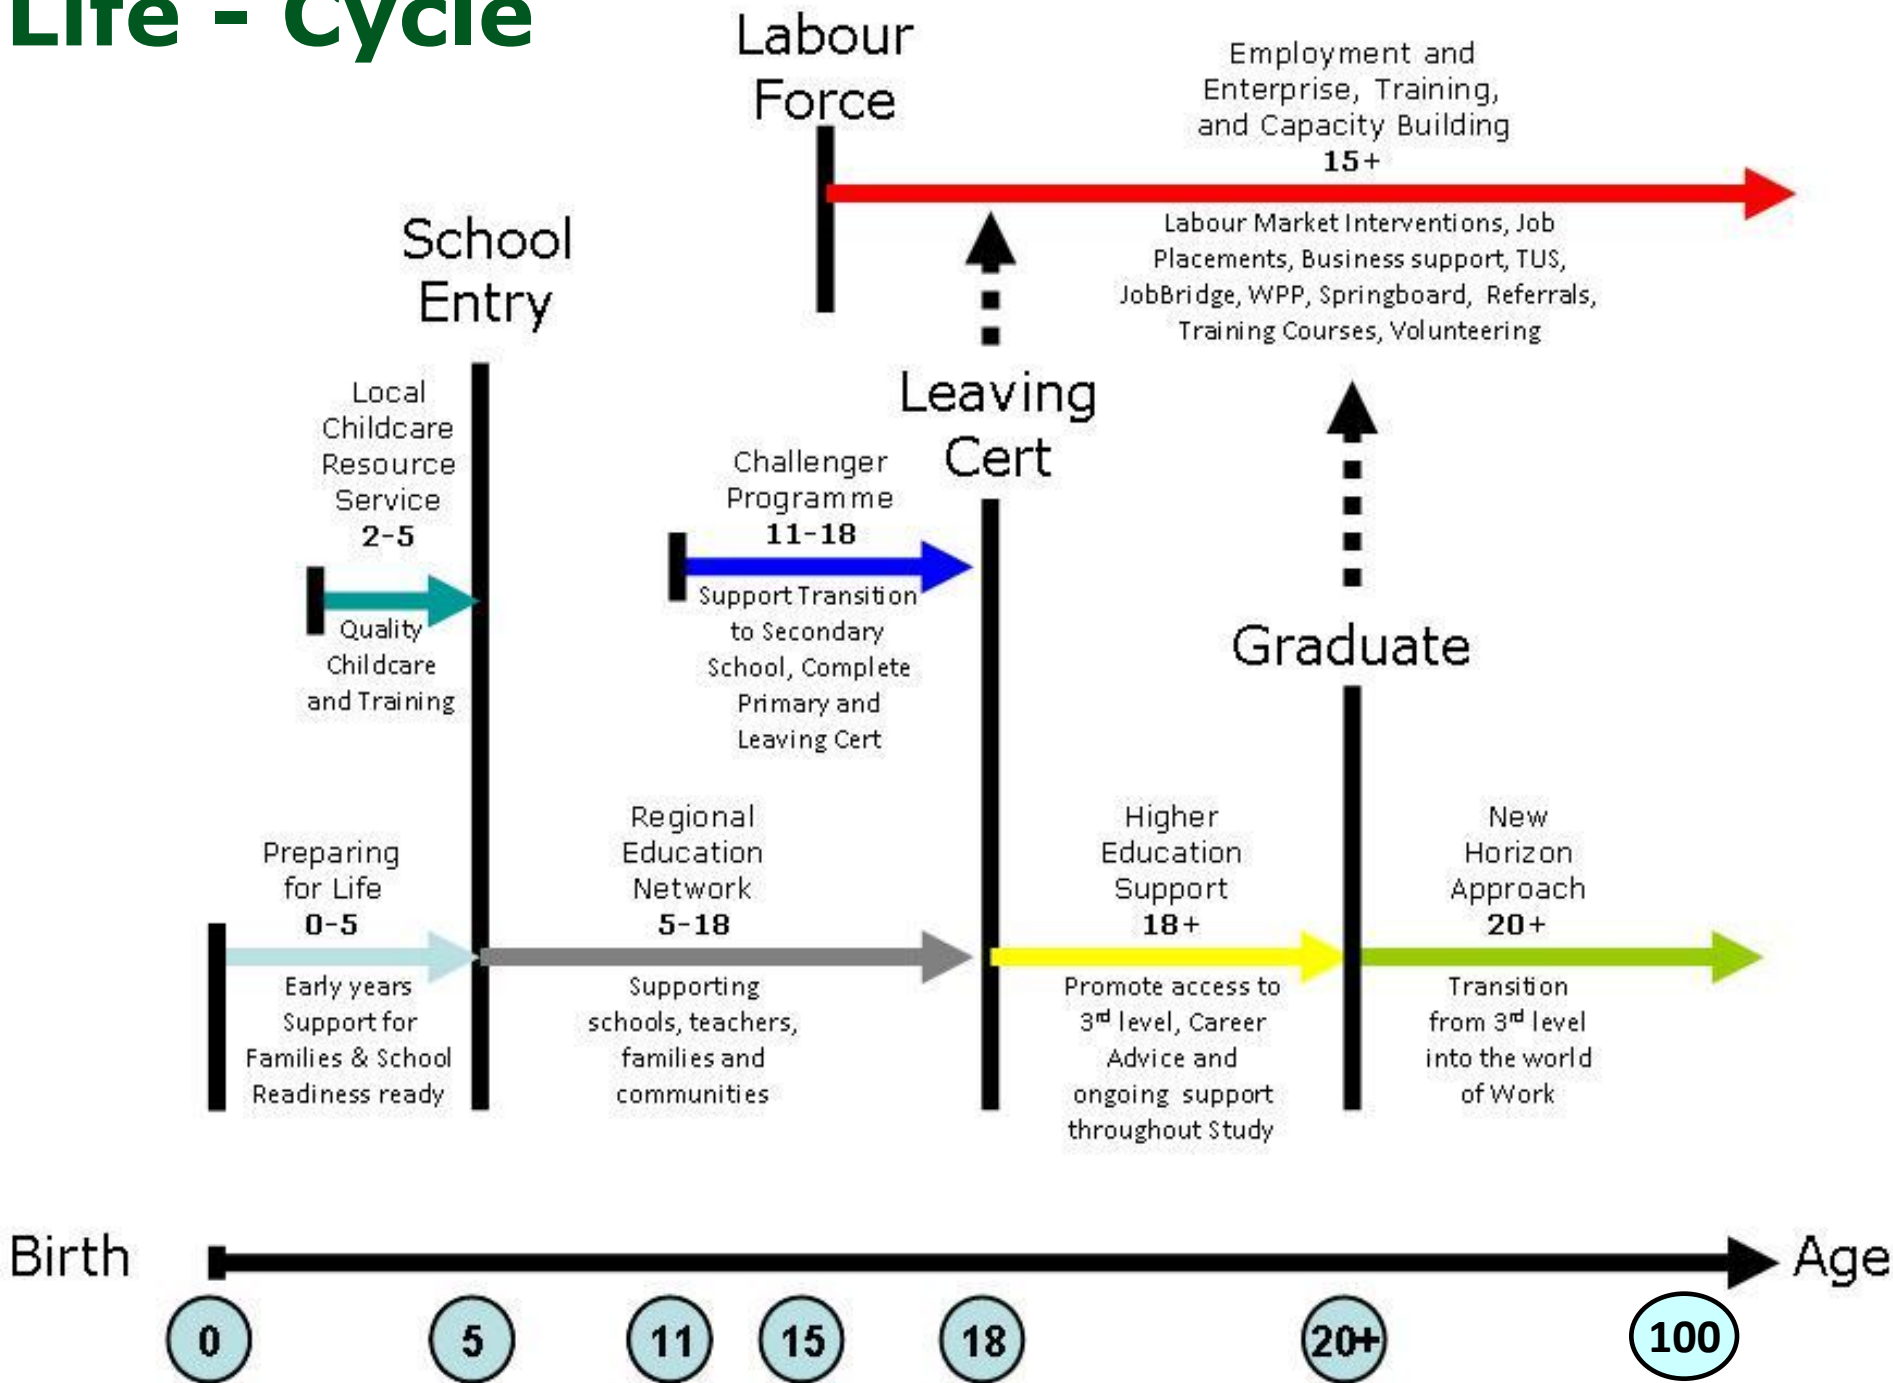 Life - Cycle
Labour
Force
Employment and
Enterprise, Training,
and Capacity Building
15+
Labour Market Interventions, Job
Placements, Business support, TUS,
JobBridge, WPP, Springboard, Referrals,
Training Courses, Volunteering
School
Entry
Local
Childcare
Resource
Service
2-5
Quality
Childcare
and Training
Leaving
Cert
Challenger
Programme
11-18
Support Transition
to Secondary
School, Complete
Primary and
Leaving Cert
Graduate
Preparing
for Life
0-5
Early years
Support for
Families & School
Readiness ready
Regional
Education
Network
5-18
Supporting
schools, teachers,
families and
communities
Higher
Education
Support
18+
Promote access to
3rd level, Career
Advice and
ongoing support
throughout Study
New
Horizon
Approach
20+
Transition
from 3rd level
into the world
of Work
Birth
Age
0
5
11
15
18
20+
100